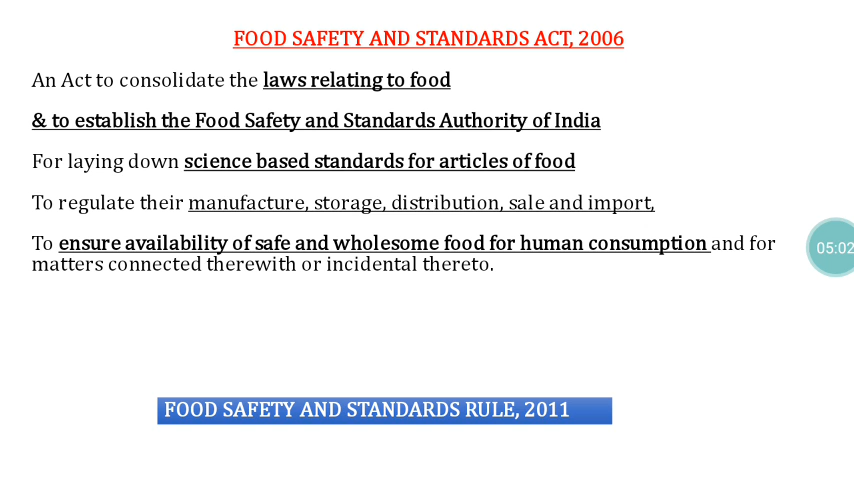 FOOD SAFETY AND STANDARDS ACT, 2006
An Act to consolidate the laws relating to food
& to establish the Food Safety and Standards Authority of India
For laying down science based standards for articles of food
To regulate their manufacture, storage, distribution, sale and import,
To ensure availability of safe and wholesome food for human consumption and for
matters connected therewith or incidental thereto.
05:02
FOOD SAFETY AND STANDARDS RULE, 2011